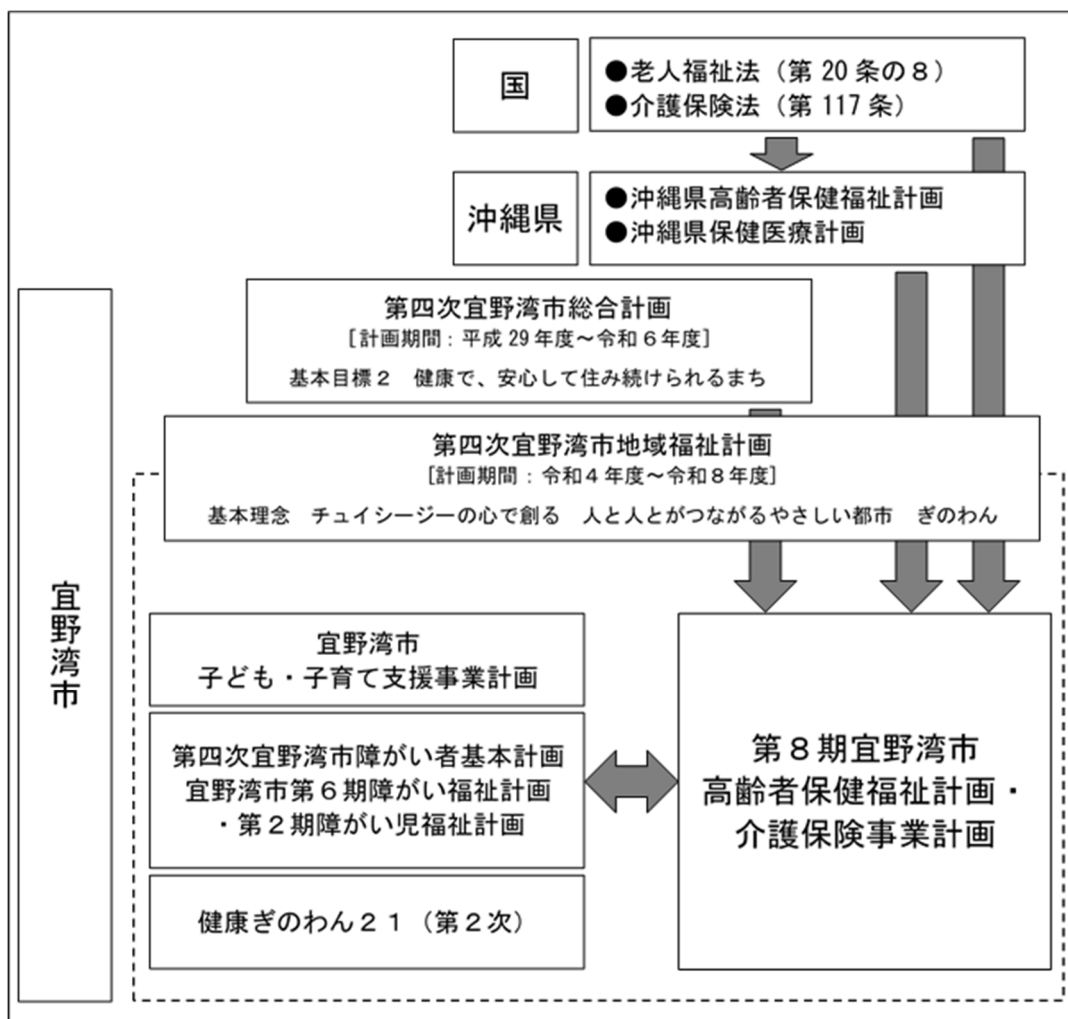 国
●老人福祉法（第20条の８）
●介護保険法（第117条）
沖縄県
●沖縄県高齢者保健福祉計画
●沖縄県保健医療計画
宜野湾市
第四次宜野湾市総合計画
［計画期間：平成29年度～令和６年度］
基本目標２　健康で、安心して住み続けられるまち
第四次宜野湾市地域福祉計画
［計画期間：令和４年度～令和８年度］
基本理念　チュイシージーの心で創る　人と人とがつながるやさしい都市　ぎのわん
宜野湾市
子ども・子育て支援事業計画
第四次宜野湾市障がい者基本計画
宜野湾市第６期障がい福祉計画
・第２期障がい児福祉計画
健康ぎのわん２１（第２次）
第８期宜野湾市
高齢者保健福祉計画・
介護保険事業計画